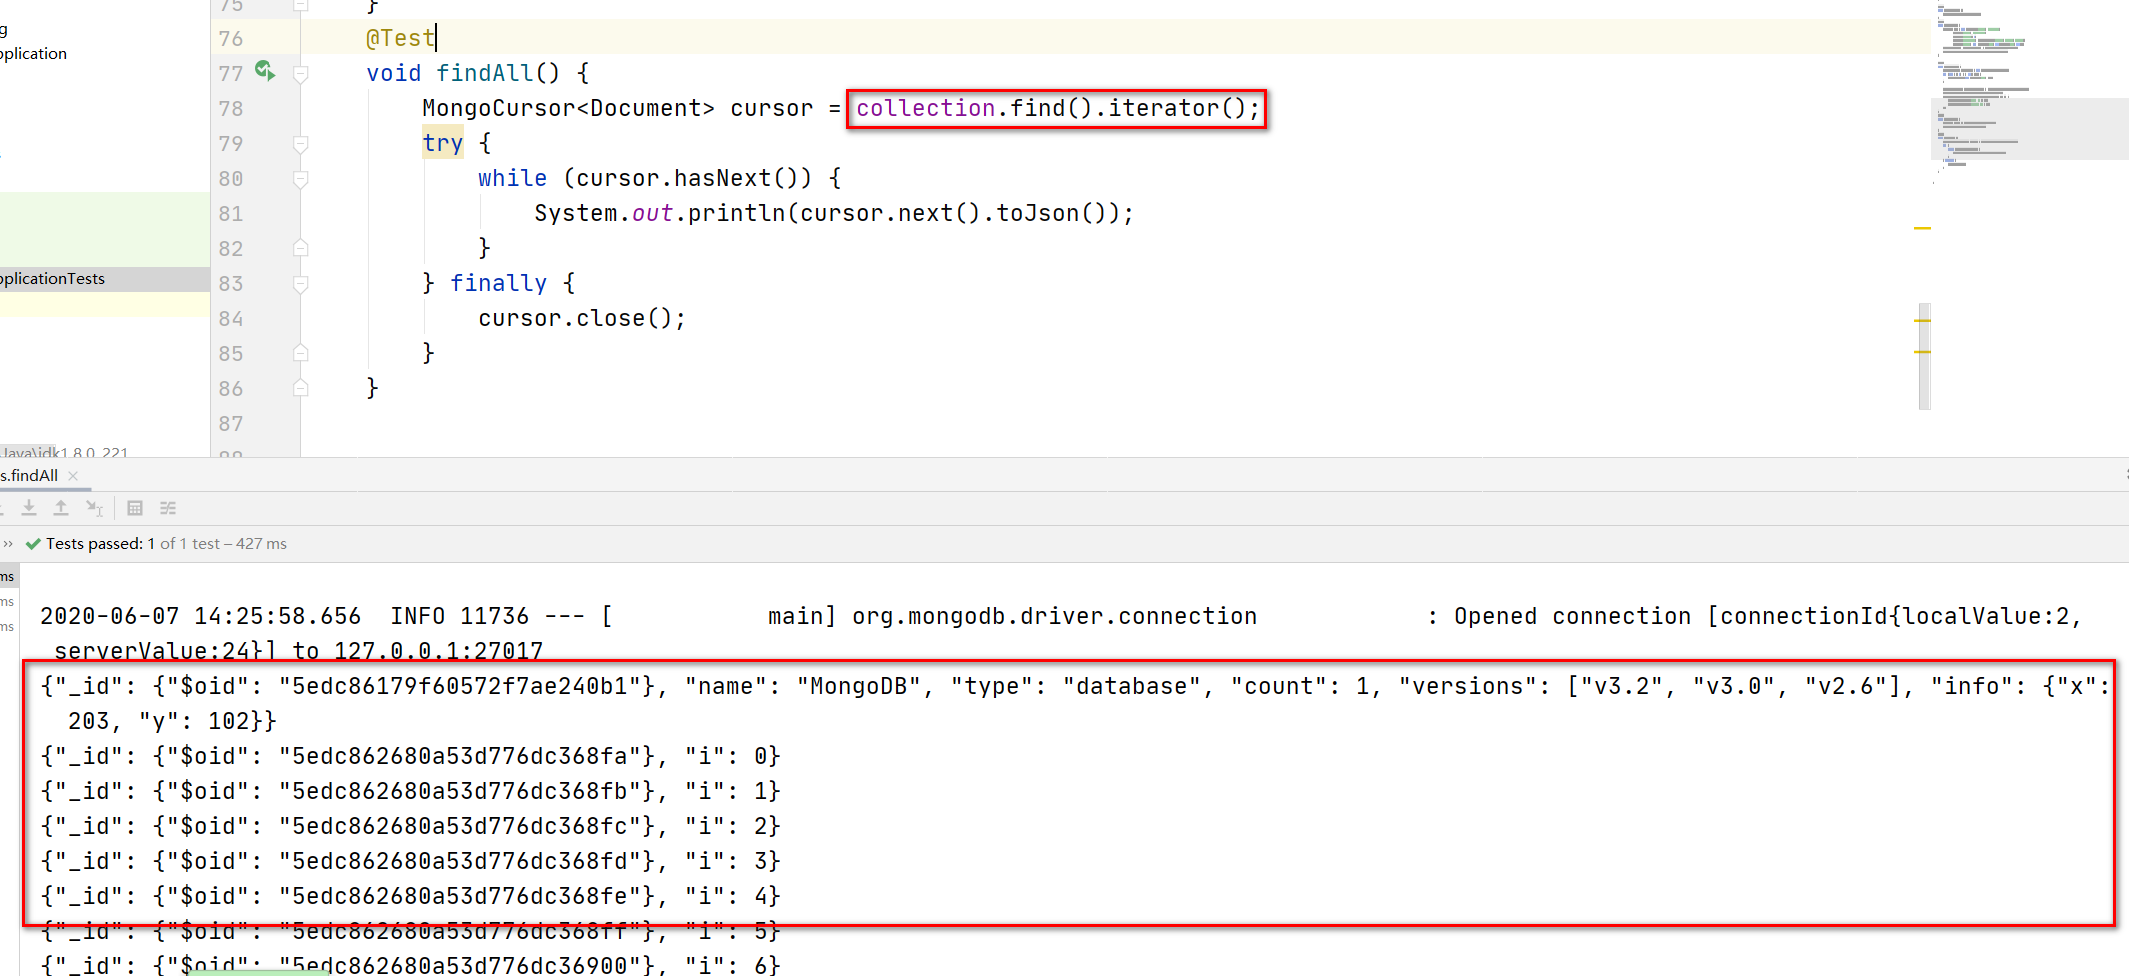 75 }
g
76 @Test
pplication
77 void findAll() {
78 MongoCursor<Document> cursor = collection.find().iterator();
79 try {
80 while (cursor.hasNext()) {
81 System.out.println(cursor.next().toJson());
82 }
pplicationTests
83 } finally {
84 cursor.close();
85 }
86 }
87
Java\jdk1.8.0_221
s.findAll
Tests passed: 1 of 1 test – 427 ms
ms
ms
ms
2020-06-07 14:25:58.656  INFO 11736 --- [           main] org.mongodb.driver.connection            : Opened connection [connectionId{localValue:2,
serverValue:24}] to 127.0.0.1:27017
{"_id": {"$oid": "5edc86179f60572f7ae240b1"}, "name": "MongoDB", "type": "database", "count": 1, "versions": ["v3.2", "v3.0", "v2.6"], "info": {"x":
203, "y": 102}}
{"_id": {"$oid": "5edc862680a53d776dc368fa"}, "i": 0}
{"_id": {"$oid": "5edc862680a53d776dc368fb"}, "i": 1}
{"_id": {"$oid": "5edc862680a53d776dc368fc"}, "i": 2}
{"_id": {"$oid": "5edc862680a53d776dc368fd"}, "i": 3}
{"_id": {"$oid": "5edc862680a53d776dc368fe"}, "i": 4}
{"_id": {"$oid": "5edc862680a53d776dc368ff"}, "i": 5}
{"_id": {"$oid": "5edc862680a53d776dc36900"}, "i": 6}